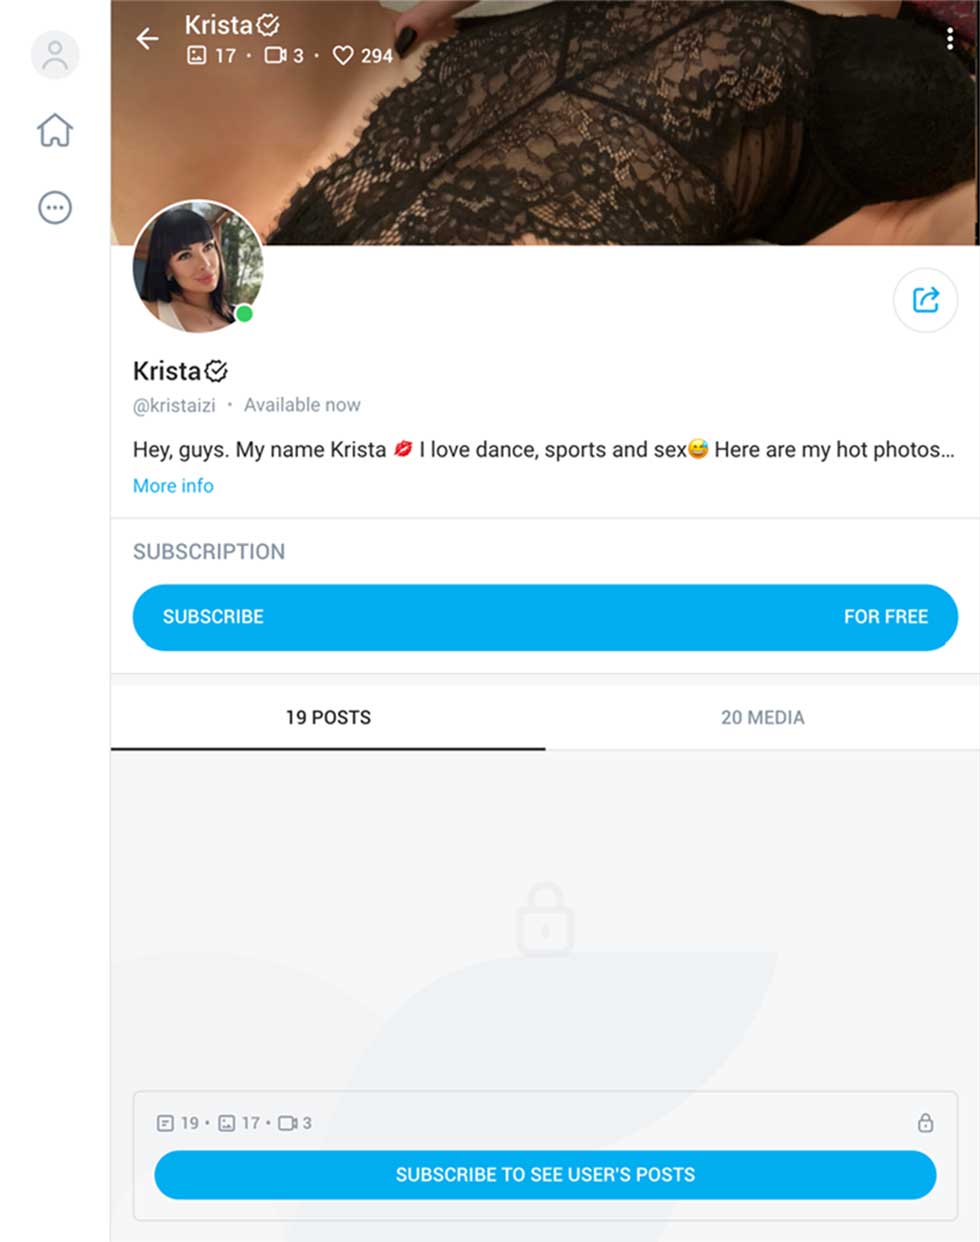 Krista
17 · 3 · 294
Krista
@kristaizi · Available now
Hey, guys. My name Krista 💋 I love dance, sports and sex😅 Here are my hot photos...
More info
SUBSCRIPTION
SUBSCRIBE FOR FREE
19 POSTS 20 MEDIA
19 · 17 · 3
SUBSCRIBE TO SEE USER'S POSTS